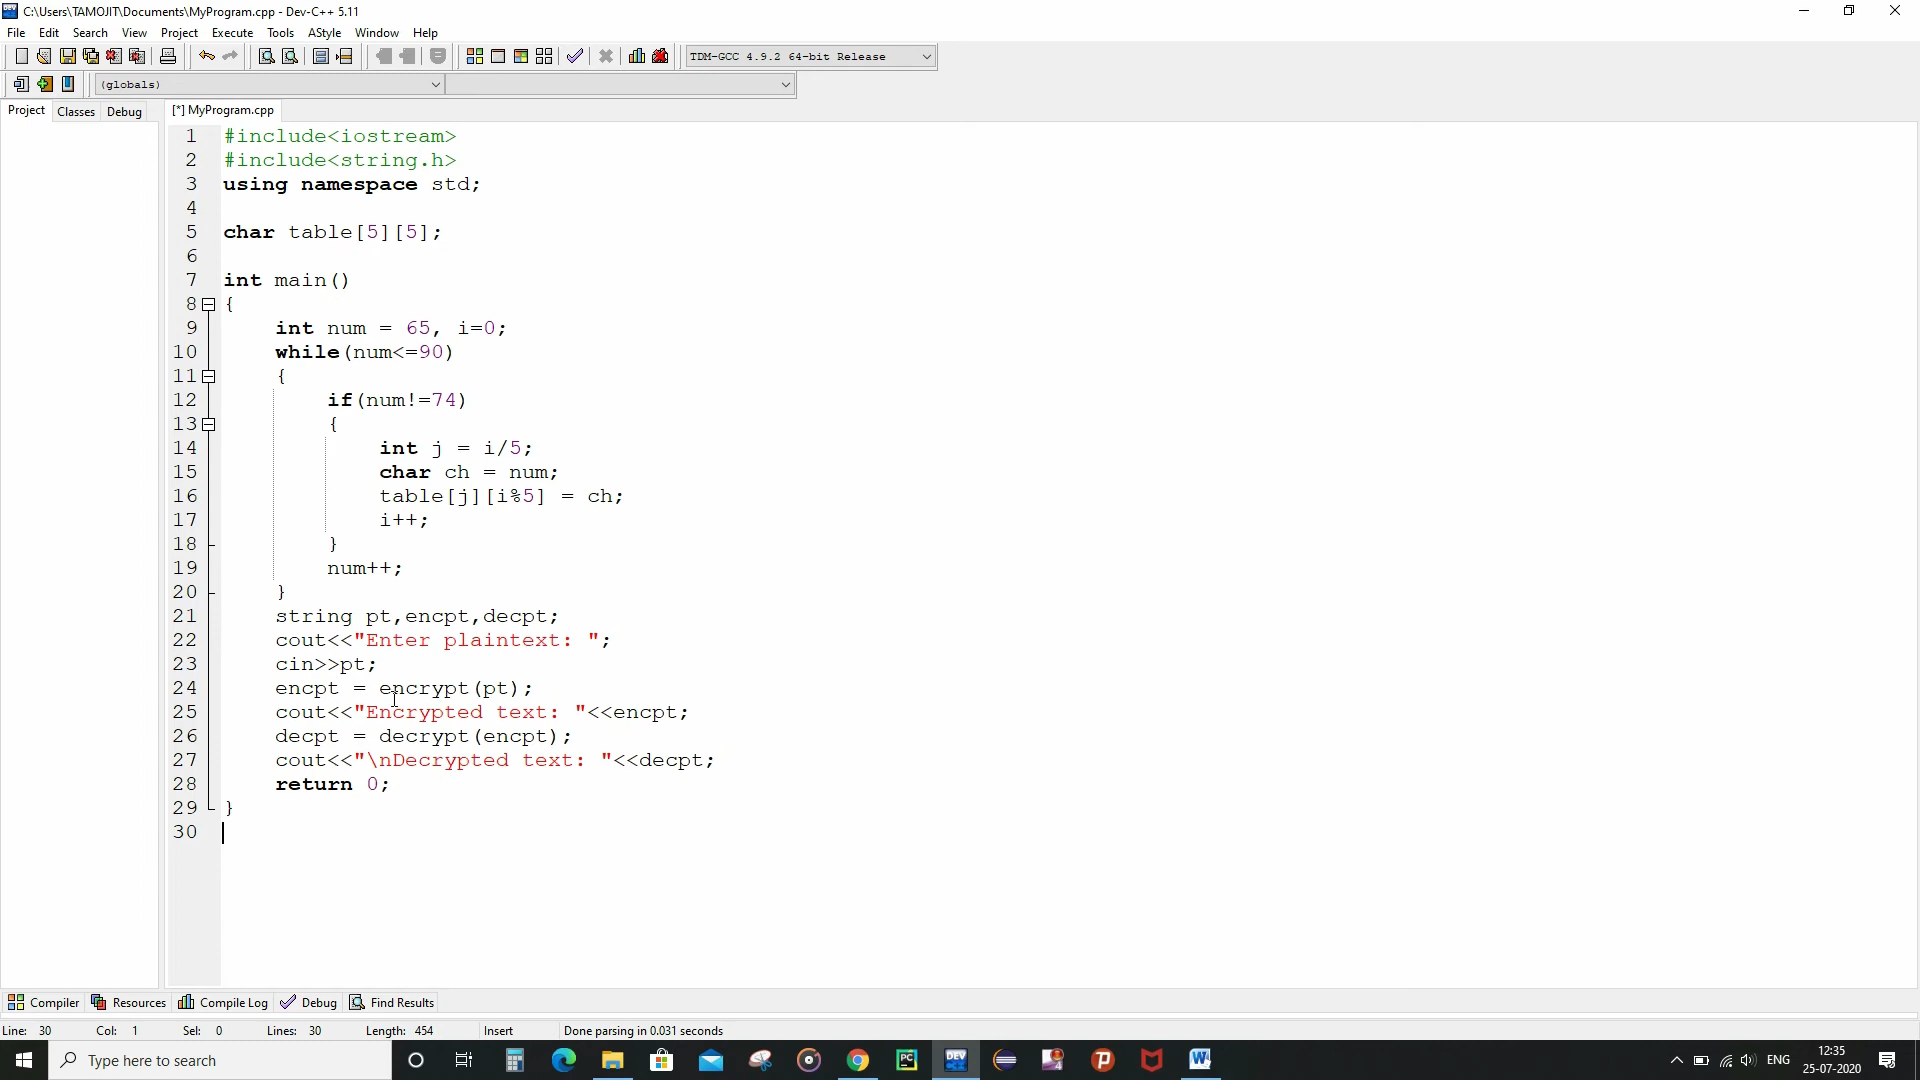 C:\Users\TAMOJIT\Documents\MyProgram.cpp - Dev-C++ 5.11
File Edit Search View Project Execute Tools AStyle Window Help
TDM-GCC 4.9.2 64-bit Release
(globals)
Project Classes Debug [*] MyProgram.cpp
1 #include<iostream>
2 #include<string.h>
3 using namespace std;
4
5 char table[5][5];
6
7 int main()
8 {
9 int num = 65, i=0;
10 while(num<=90)
11 {
12 if(num!=74)
13 {
14 int j = i/5;
15 char ch = num;
16 table[j][i%5] = ch;
17 i++;
18 }
19 num++;
20 }
21 string pt,encpt,decpt;
22 cout<<"Enter plaintext: ";
23 cin>>pt;
24 encpt = encrypt(pt);
25 cout<<"Encrypted text: "<<encpt;
26 decpt = decrypt(encpt);
27 cout<<"\nDecrypted text: "<<decpt;
28 return 0;
29 }
30
Compiler Resources Compile Log Debug Find Results
Line: 30 Col: 1 Sel: 0 Lines: 30 Length: 454 Insert Done parsing in 0.031 seconds
Type here to search
PC
DEV
W
ENG
12:35
25-07-2020